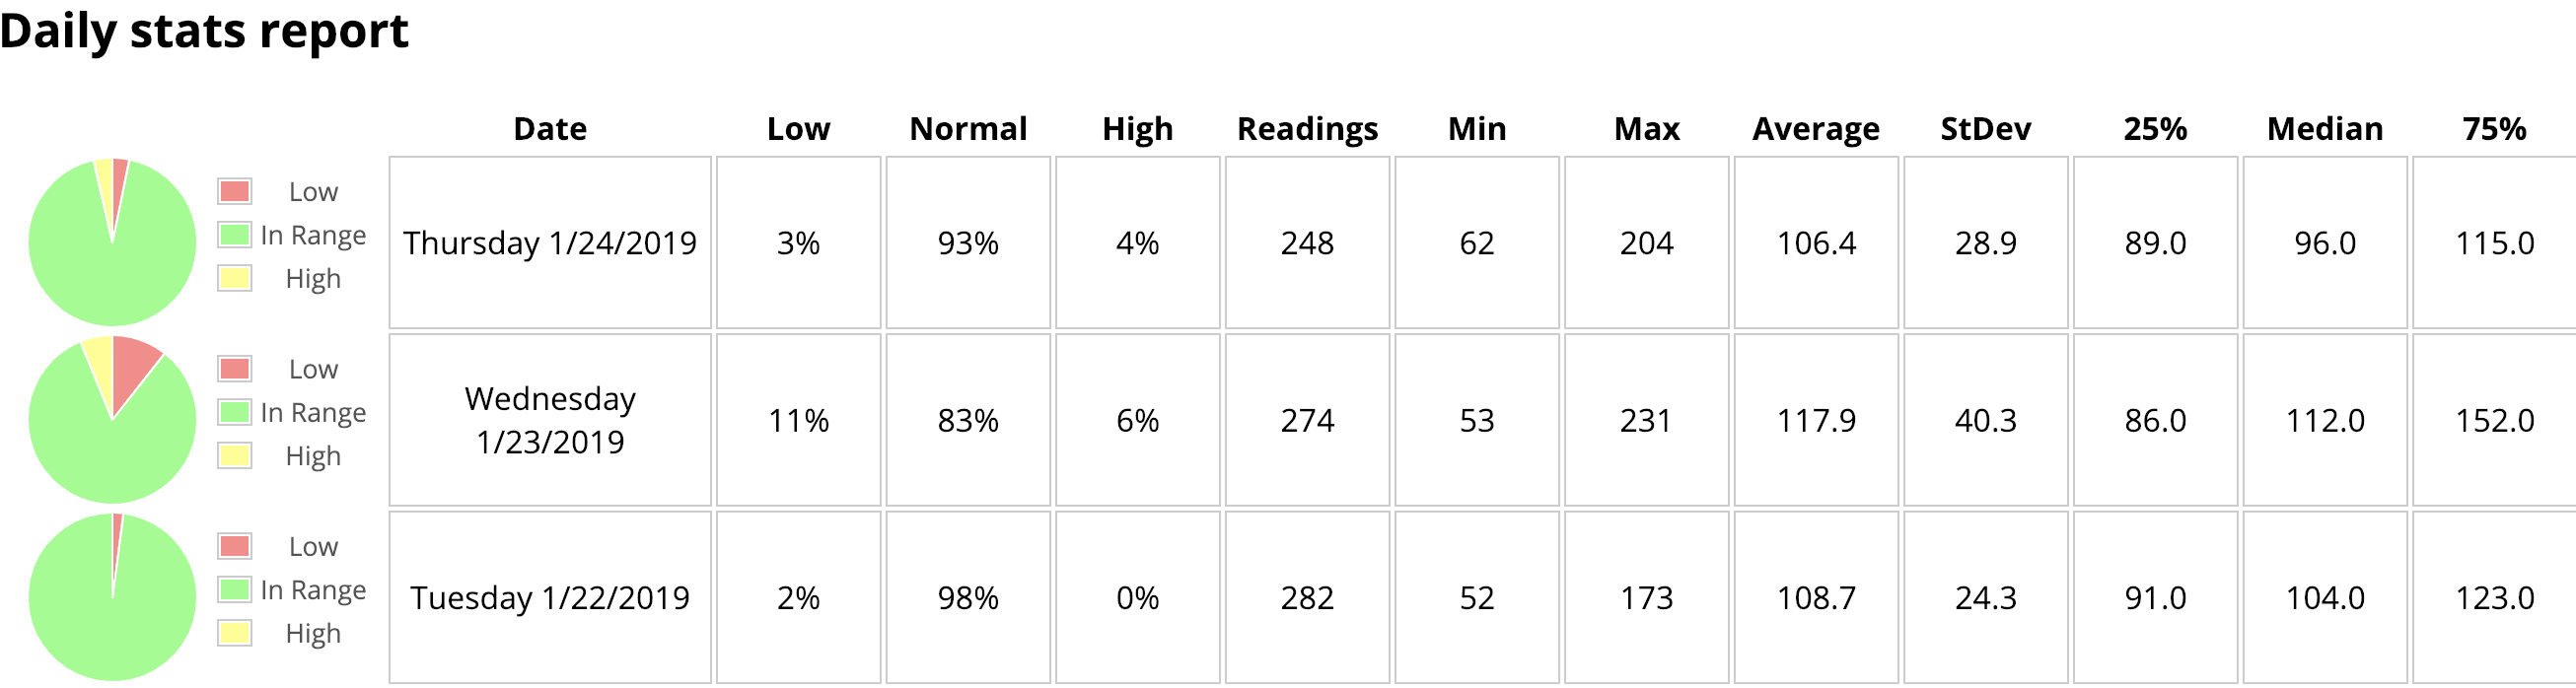 Daily stats report
Date Low Normal High Readings Min Max Average StDev 25% Median 75%
Low
In Range
High
Thursday 1/24/2019 3% 93% 4% 248 62 204 106.4 28.9 89.0 96.0 115.0
Low
In Range
High
Wednesday
1/23/2019 11% 83% 6% 274 53 231 117.9 40.3 86.0 112.0 152.0
Low
In Range
High
Tuesday 1/22/2019 2% 98% 0% 282 52 173 108.7 24.3 91.0 104.0 123.0